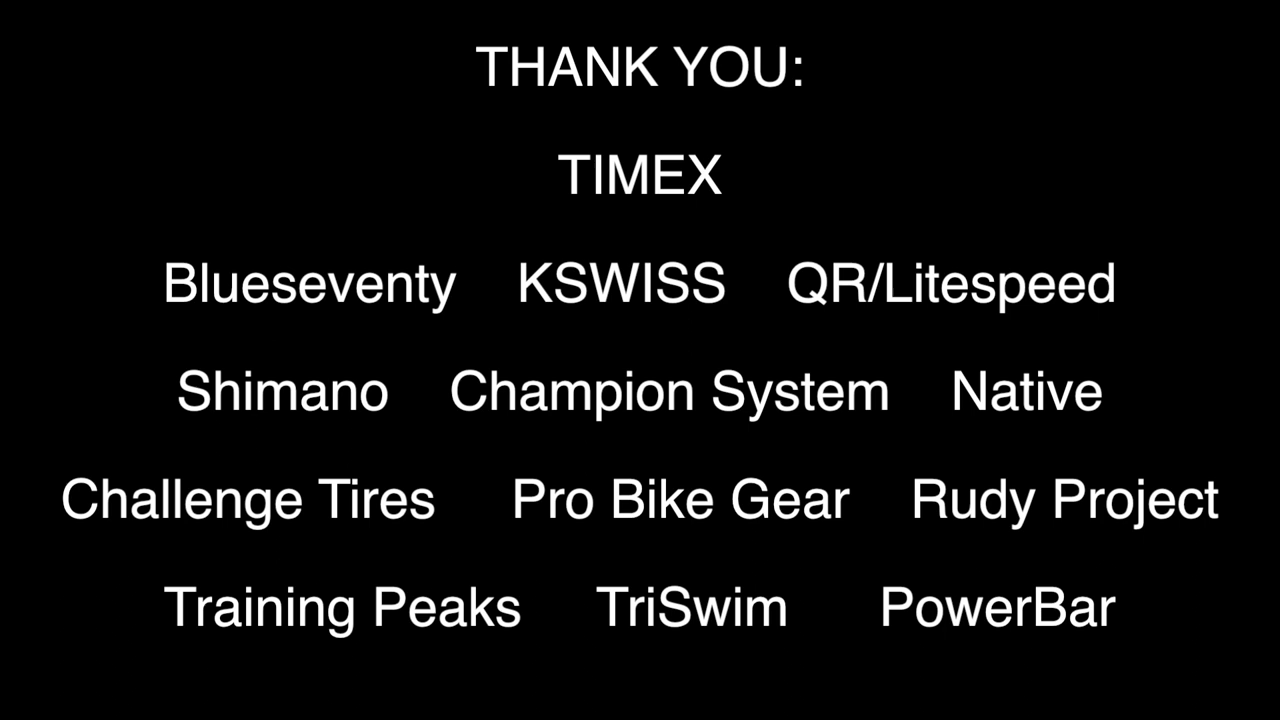 THANK YOU:
TIMEX
Blueseventy KSWISS QR/Litespeed
Shimano Champion System Native
Challenge Tires Pro Bike Gear Rudy Project
Training Peaks TriSwim PowerBar